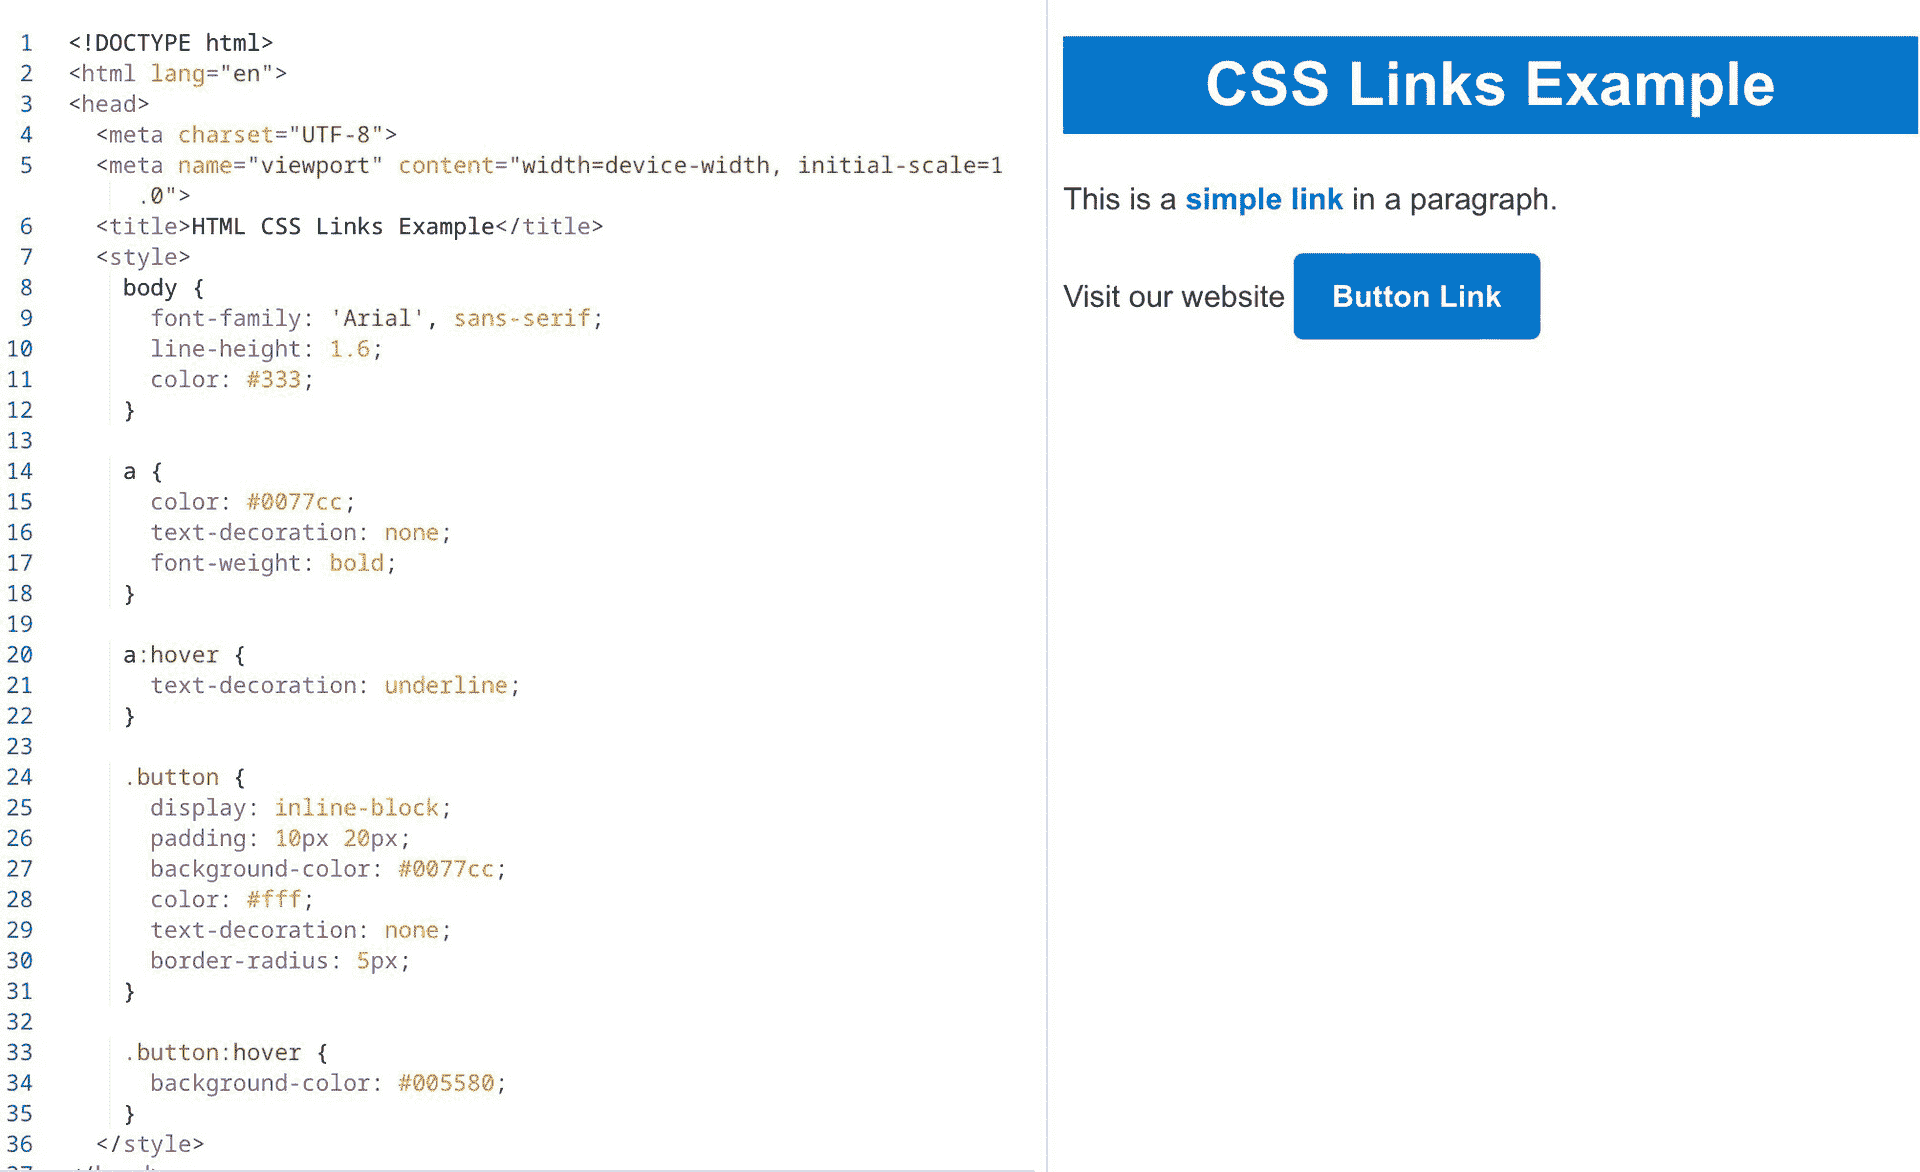 1 <!DOCTYPE html>
2 <html lang="en">
3 <head>
4 <meta charset="UTF-8">
5 <meta name="viewport" content="width=device-width, initial-scale=1
.0">
6 <title>HTML CSS Links Example</title>
7 <style>
8 body {
9 font-family: 'Arial', sans-serif;
10 line-height: 1.6;
11 color: #333;
12 }
13
14 a {
15 color: #0077cc;
16 text-decoration: none;
17 font-weight: bold;
18 }
19
20 a:hover {
21 text-decoration: underline;
22 }
23
24 .button {
25 display: inline-block;
26 padding: 10px 20px;
27 background-color: #0077cc;
28 color: #fff;
29 text-decoration: none;
30 border-radius: 5px;
31 }
32
33 .button:hover {
34 background-color: #005580;
35 }
36 </style>
CSS Links Example
This is a simple link in a paragraph.
Visit our website Button Link